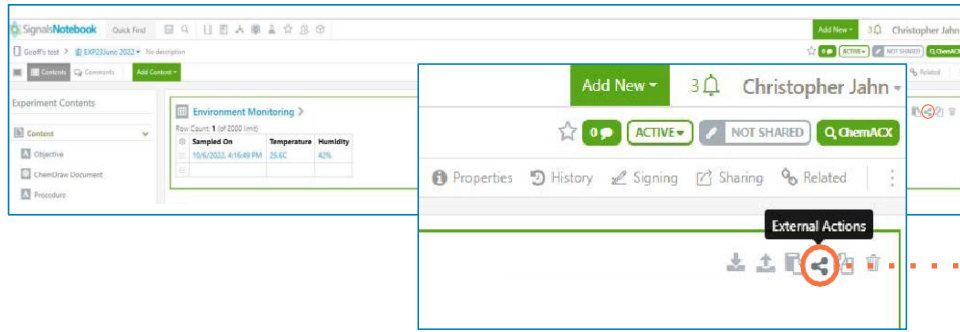 SignalsNotebook Quick Find Add New 3 Christopher Jahn
Geoff's test > EXP23June 2022 No description 0 ACTIVE NOT SHARED ChemACX
Contents Comments Add Content Related
Experiment Contents
Content
Objective
ChemDraw Document
Procedure
Environment Monitoring >
Row Count: 1 (of 2000 limit)
Sampled On Temperature Humidity
10/6/2022, 4:16:49 PM 25.6C 42%
Add New 3 Christopher Jahn
0 ACTIVE NOT SHARED ChemACX
Properties History Signing Sharing Related
External Actions